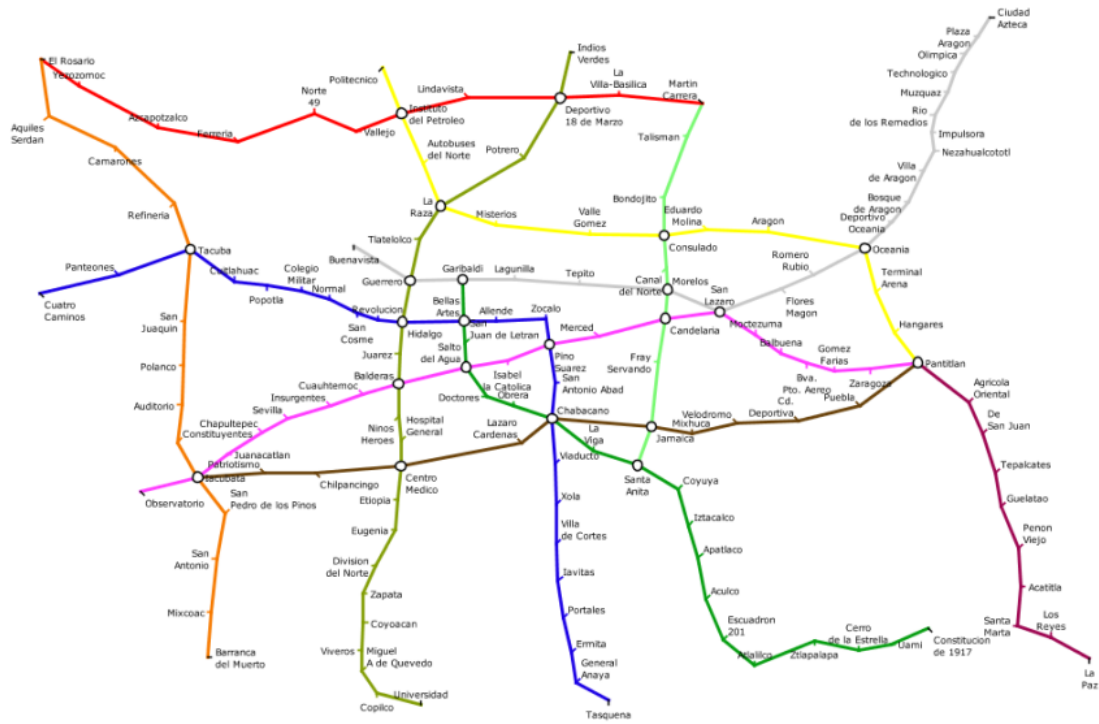 Ciudad
Azteca
Plaza
Aragon
Olimpica
Technologico
Muzquaz
Rio
de los Remedios
Impulsora
Nezahualcototl
Villa
de Aragon
Bosque
de Aragon
Deportivo
Oceania
Oceania
El Rosario
Yezozomoc
Azcapotzalco
Ferreria
Norte
49
Vallejo
Politecnico
Instituto
del Petroleo
Lindavista
Indios
Verdes
La
Villa-Basilica
Martin
Carrera
Deportivo
18 de Marzo
Aquiles
Serdan
Camarones
Refineria
Tacuba
Autobuses
del Norte
Potrero
Talisman
Bondojito
La
Raza
Misterios
Valle
Gomez
Eduardo
Molina
Consulado
Aragon
Romero
Rubio
Terminal
Arena
Hangares
Tlatelolco
Buenavista
Guerrero
Garibaldi
Lagunilla
Tepito
Canal
del Norte
Morelos
San
Lazaro
Flores
Magon
Panteones
Cuatro
Caminos
Cuitlahuac
Popotla
Colegio
Militar
Normal
San
Cosme
Revolucion
Hidalgo
Bellas
Artes
Allende
Zocalo
San
Juan de Letran
Merced
Candelaria
Moctezuma
Balbuena
Bva.
Pto. Aereo
Gomez
Farias
Zaragoza
Pantitlan
San
Juaquin
Polanco
Auditorio
Constituyentes
Juarez
Balderas
Salto
del Agua
Isabel
la Catolica
Pino
Suarez
San
Antonio Abad
Fray
Servando
Cuauhtemoc
Insurgentes
Sevilla
Chapultepec
Juanacatlan
Tacubata
Observatorio
Patriotismo
Chilpancingo
Ninos
Heroes
Hospital
General
Centro
Medico
Lazaro
Cardenas
Doctores
Obrera
Chabacano
La
Viga
Santa
Anita
Jamaica
Mixhuca
Velodromo
Cd.
Deportiva
Puebla
Agricola
Oriental
De
San Juan
Tepalcates
Guelatao
Penon
Viejo
Acatitla
Santa
Marta
Los
Reyes
La
Paz
San
Pedro de los Pinos
San
Antonio
Mixcoac
Barranca
del Muerto
Etiopia
Eugenia
Division
del Norte
Zapata
Coyoacan
Viveros
Miguel
A de Quevedo
Copilco
Universidad
Viaducto
Xola
Villa
de Cortes
Iavitas
Portales
Ermita
General
Anaya
Tasquena
Coyuya
Iztacalco
Apatlaco
Aculco
Escuadron
201
Atlalilco
Ztlapalapa
Cerro
de la Estrella
Uami
Constitucion
de 1917